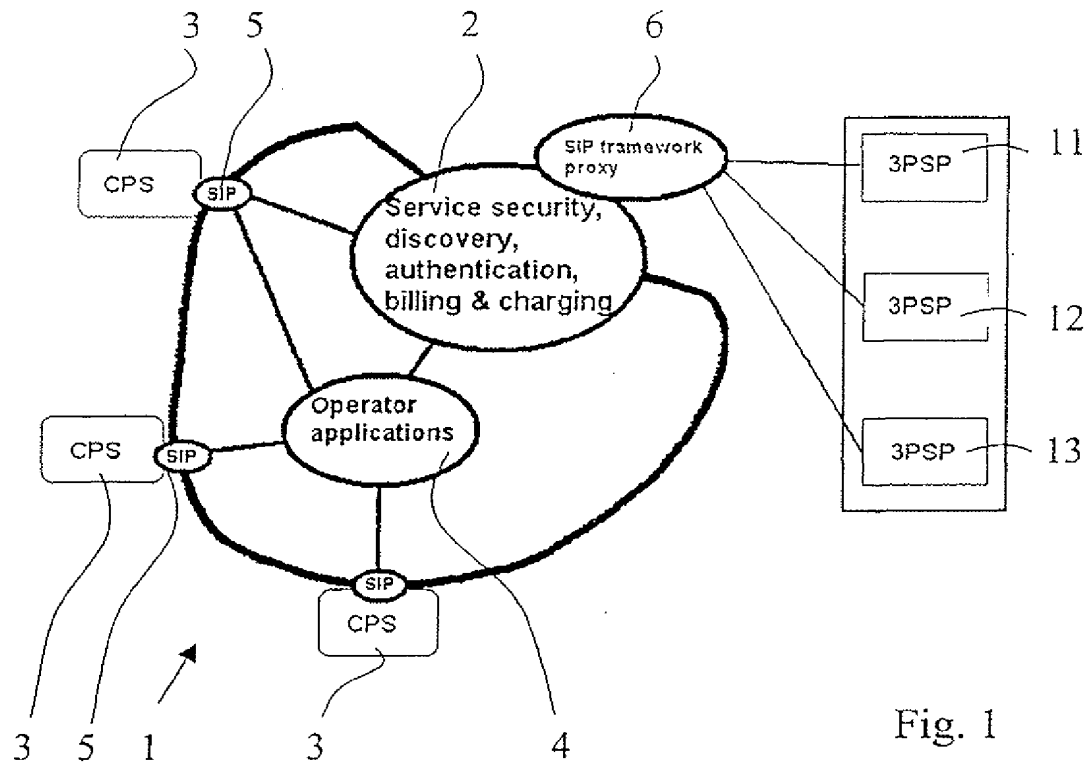 3
5
2
6
SIP framework
proxy
3PSP
11
CPS
SIP
Service security,
discovery,
authentication,
billing & charging
3PSP
12
Operator
applications
CPS
SIP
3PSP
13
SIP
CPS
3
5
1
3
4
Fig. 1